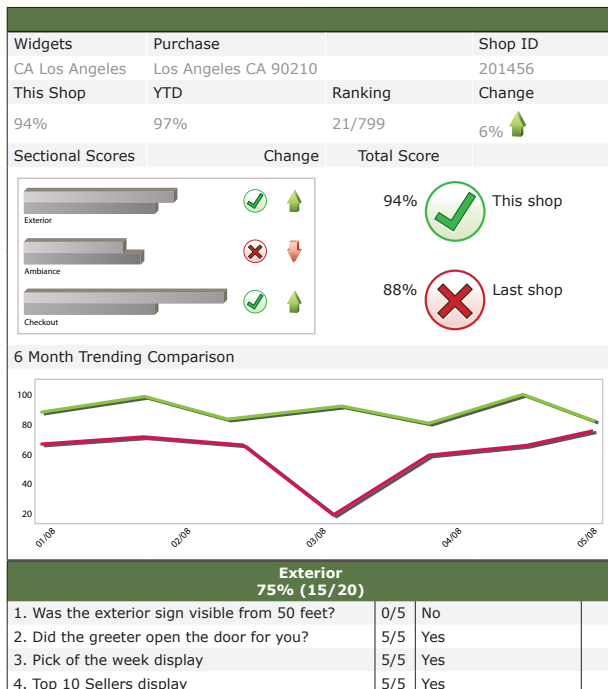 Widgets Purchase Shop ID
CA Los Angeles Los Angeles CA 90210 201456
This Shop YTD Ranking Change
94% 97% 21/799 6%
Sectional Scores Change Total Score
Exterior
Ambiance
Checkout
94% This shop
88% Last shop
6 Month Trending Comparison
100
80
60
40
20
01/08 02/08 03/08 04/08 05/08
Exterior
75% (15/20)
1. Was the exterior sign visible from 50 feet? 0/5 No
2. Did the greeter open the door for you? 5/5 Yes
3. Pick of the week display 5/5 Yes
4. Top 10 Sellers display 5/5 Yes